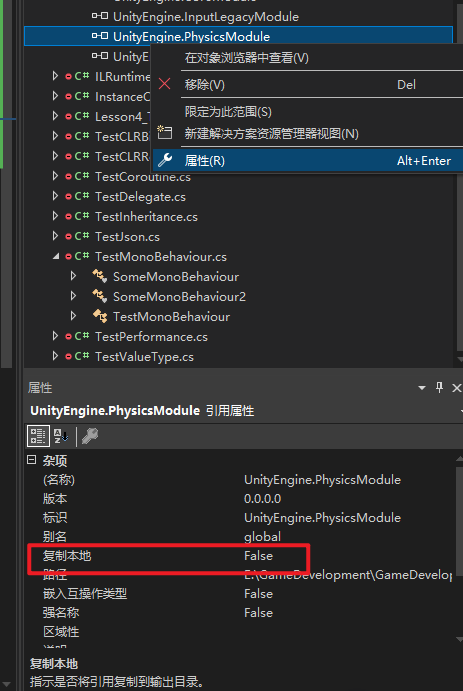 UnityEngine.InputLegacyModule
UnityEngine.PhysicsModule
UnityE
在对象浏览器中查看(V)
移除(V) Del
限定为此范围(S)
新建解决方案资源管理器视图(N)
属性(R) Alt+Enter
C# ILRuntime
C# InstanceC
C# Lesson4_
C# TestCLRB
C# TestCLRR
C# TestCoroutine.cs
C# TestDelegate.cs
C# TestInheritance.cs
C# TestJson.cs
C# TestMonoBehaviour.cs
SomeMonoBehaviour
SomeMonoBehaviour2
TestMonoBehaviour
C# TestPerformance.cs
C# TestValueType.cs
属性
UnityEngine.PhysicsModule 引用属性
杂项
(名称) UnityEngine.PhysicsModule
版本 0.0.0.0
标识 UnityEngine.PhysicsModule
别名 global
复制本地 False
路径 E:\GameDevelopment\GameDevelop
嵌入互操作类型 False
强名称 False
区域性
复制本地
指示是否将引用复制到输出目录。